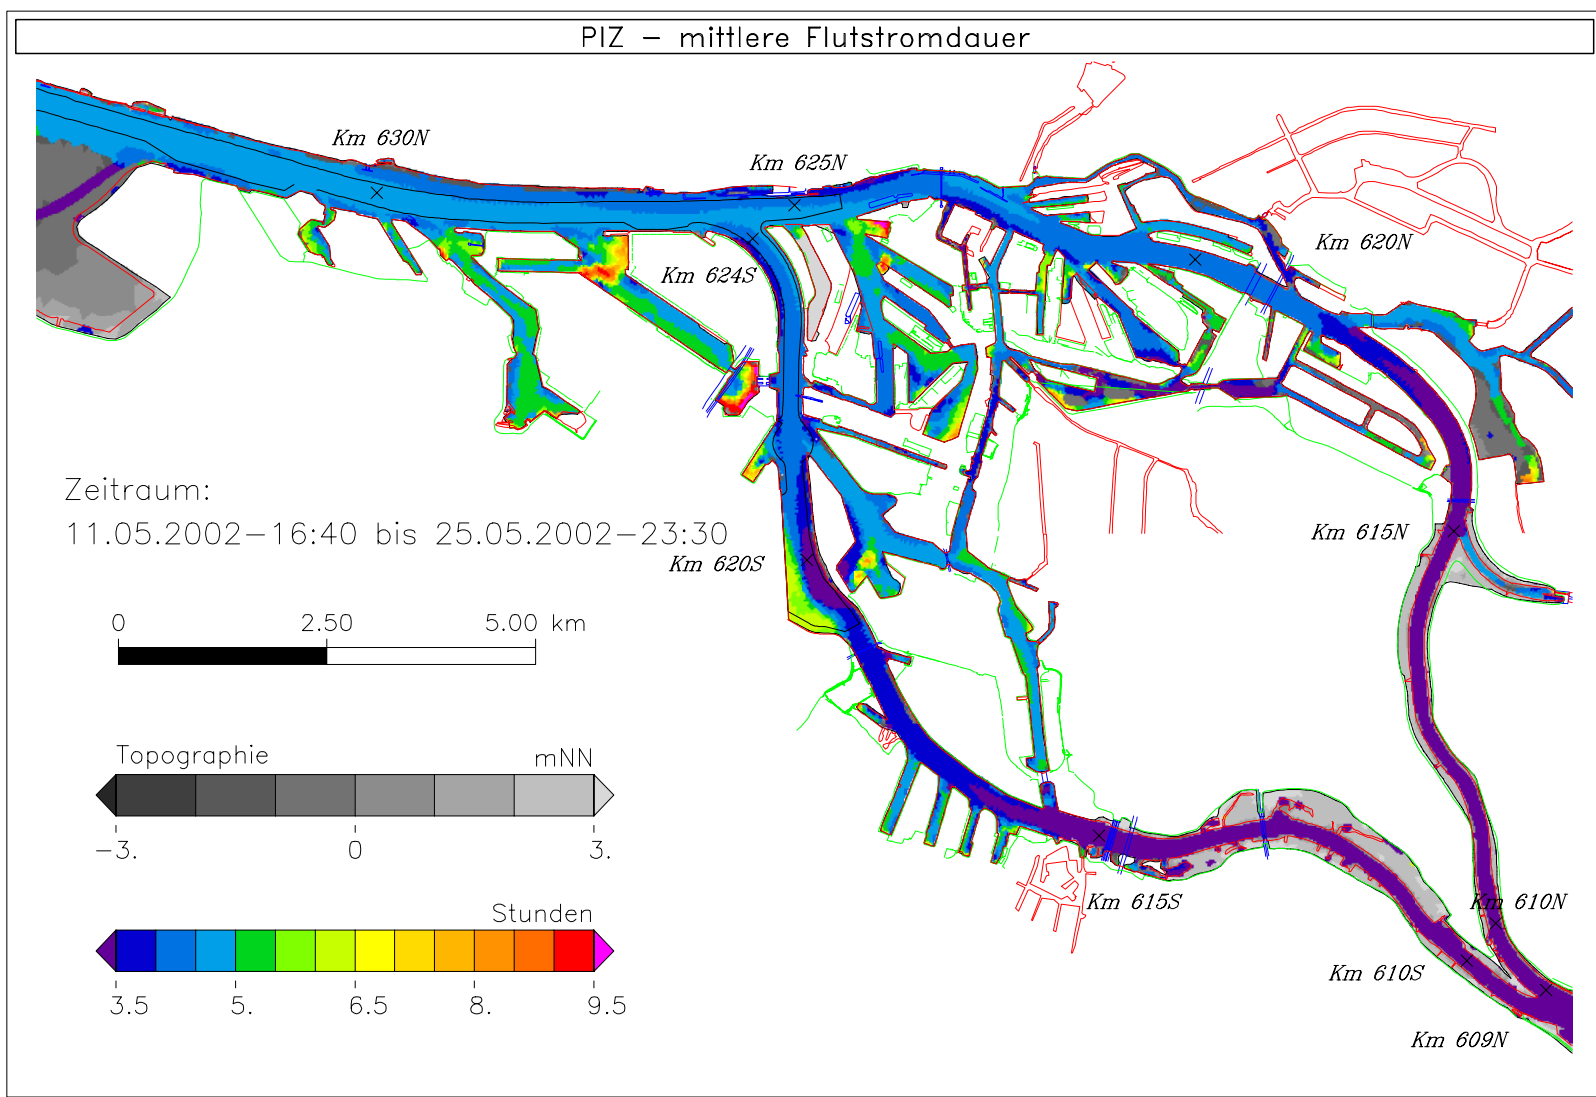 PIZ – mittlere Flutstromdauer
Km 630N
Km 625N
Km 620N
Km 624S
Zeitraum:
11.05.2002–16:40 bis 25.05.2002–23:30
Km 615N
Km 620S
0 2.50 5.00 km
Topographie mNN
–3. 0 3.
Km 615S
Km 610N
Stunden
Km 610S
3.5 5. 6.5 8. 9.5
Km 609N